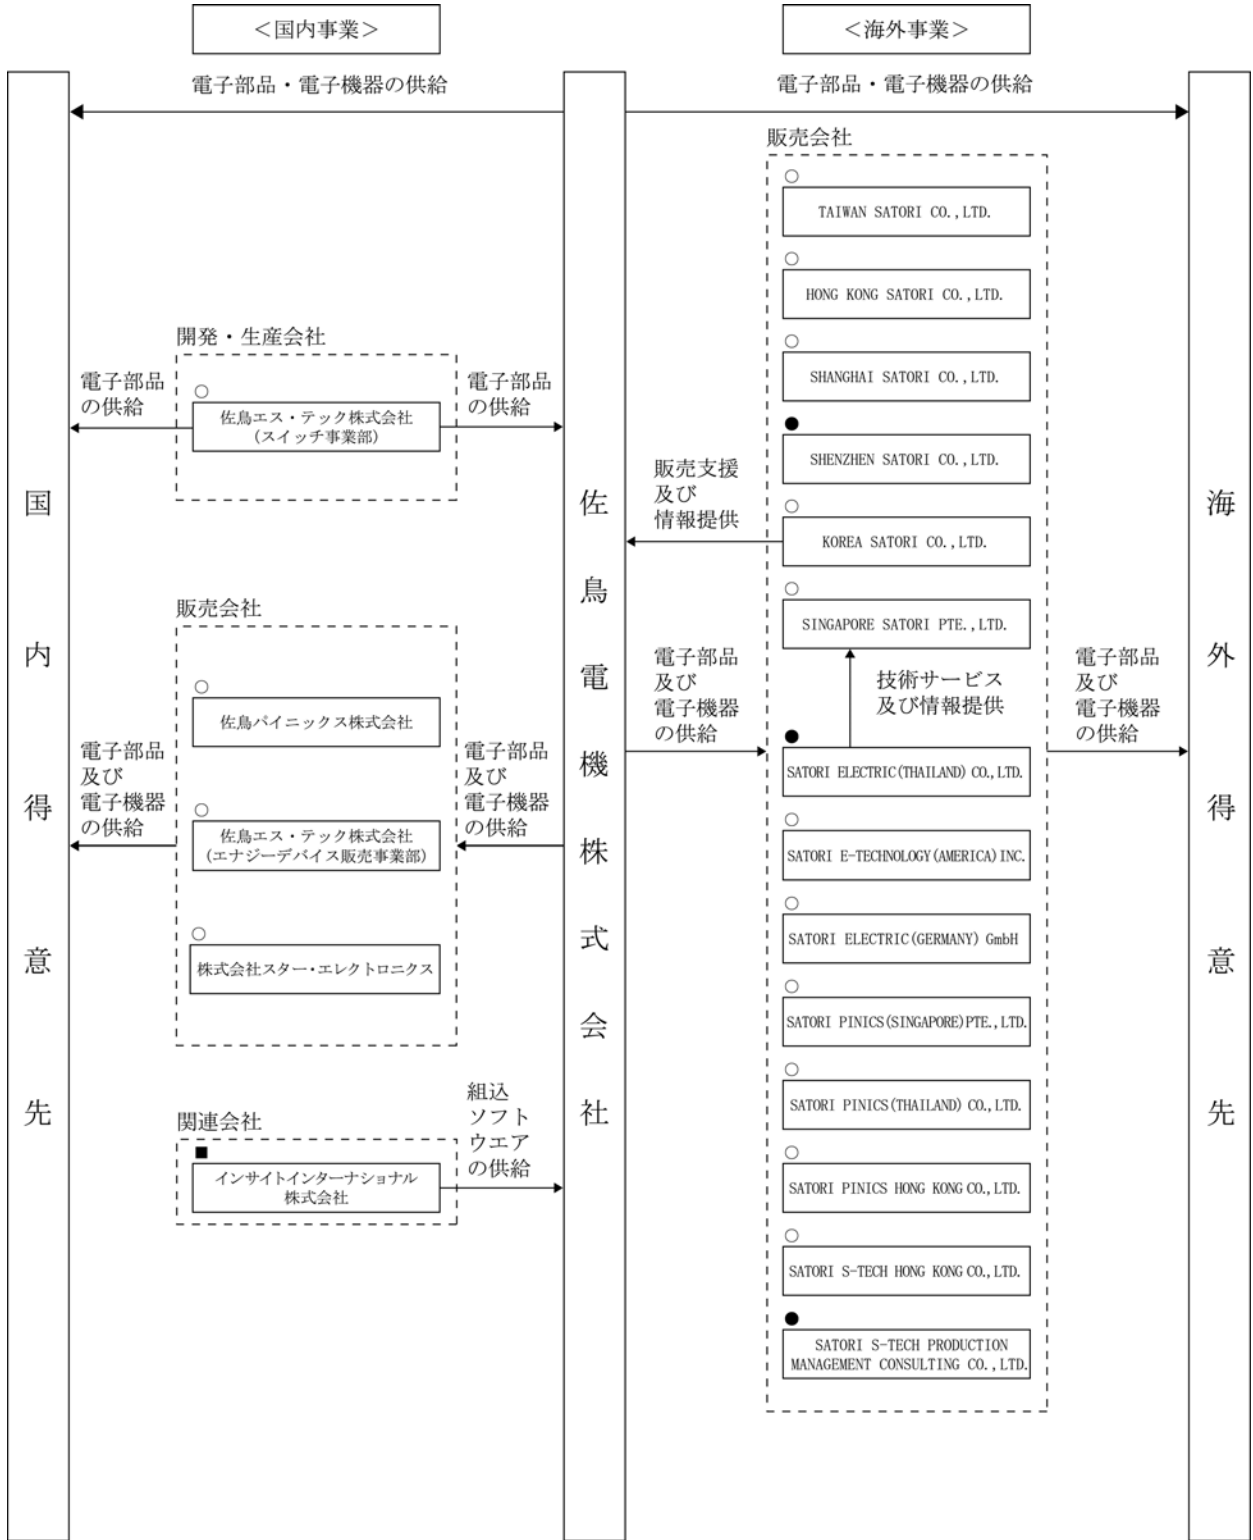 ＜国内事業＞
＜海外事業＞
電子部品・電子機器の供給
電子部品・電子機器の供給
国内得意先
開発・生産会社
電子部品
の供給
○
佐鳥エス・テック株式会社
(スイッチ事業部)
電子部品
の供給
販売会社
○
佐鳥パイニックス株式会社
電子部品
及び
電子機器
の供給
○
佐鳥エス・テック株式会社
(エナジーデバイス販売事業部)
電子部品
及び
電子機器
の供給
○
株式会社スター・エレクトロニクス
関連会社
■
インサイトインターナショナル
株式会社
組込
ソフト
ウエア
の供給
佐鳥電機株式会社
販売会社
○
TAIWAN SATORI CO.,LTD.
○
HONG KONG SATORI CO.,LTD.
○
SHANGHAI SATORI CO.,LTD.
●
SHENZHEN SATORI CO.,LTD.
販売支援
及び
情報提供
○
KOREA SATORI CO.,LTD.
○
SINGAPORE SATORI PTE.,LTD.
電子部品
及び
電子機器
の供給
技術サービス
及び情報提供
●
SATORI ELECTRIC(THAILAND) CO.,LTD.
○
SATORI E-TECHNOLOGY(AMERICA)INC.
○
SATORI ELECTRIC(GERMANY) GmbH
○
SATORI PINICS(SINGAPORE)PTE.,LTD.
○
SATORI PINICS(THAILAND) CO.,LTD.
○
SATORI PINICS HONG KONG CO.,LTD.
○
SATORI S-TECH HONG KONG CO.,LTD.
●
SATORI S-TECH PRODUCTION
MANAGEMENT CONSULTING CO.,LTD.
電子部品
及び
電子機器
の供給
海外得意先